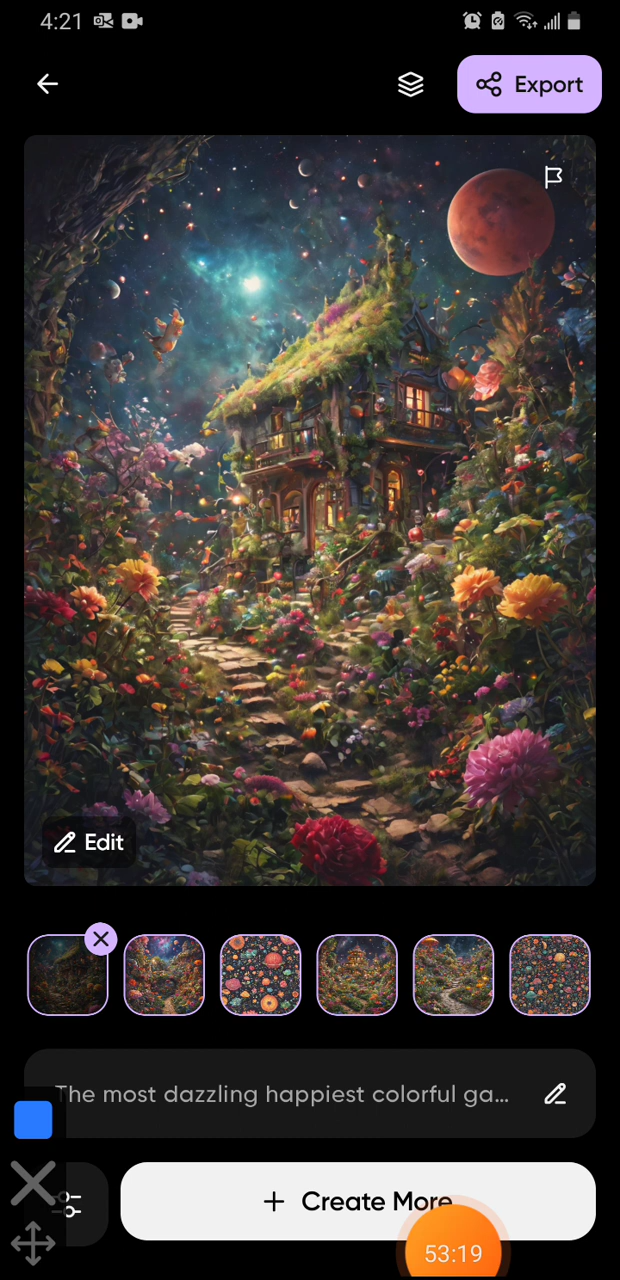 4:21
Export
Edit
The most dazzling happiest colorful ga...
+ Create More
53:19